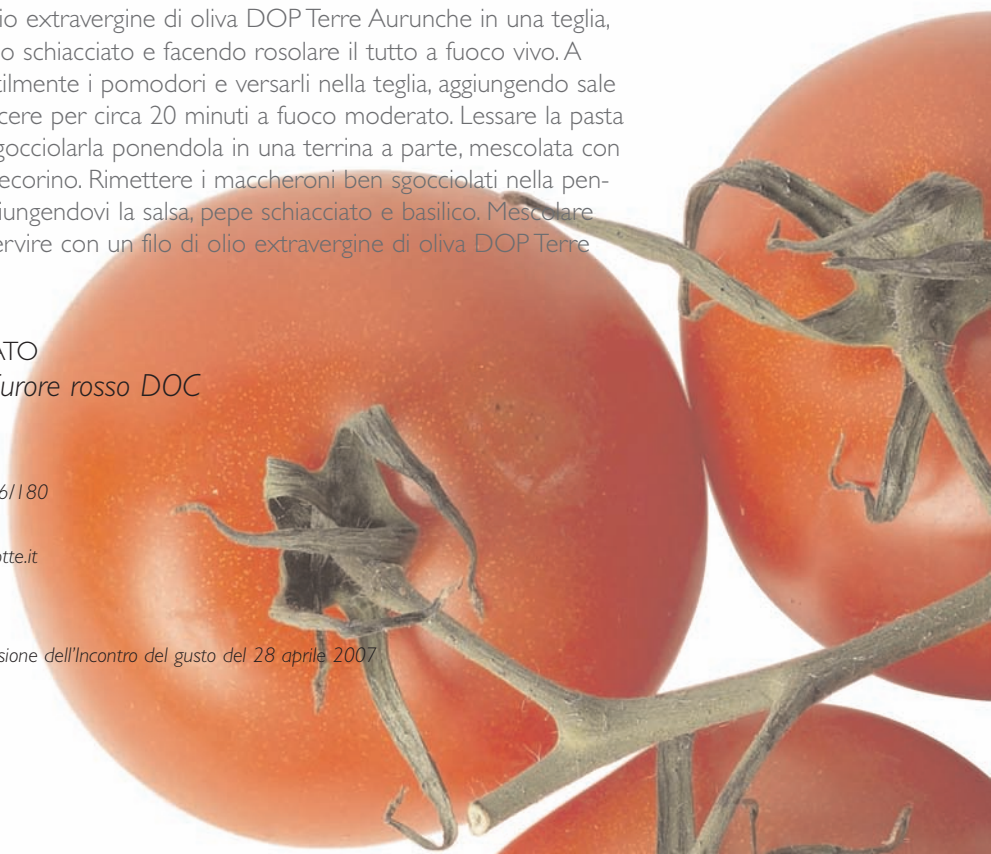 io extravergine di oliva DOP Terre Aurunche in una teglia,
o schiacciato e facendo rosolare il tutto a fuoco vivo. A
tilmente i pomodori e versarli nella teglia, aggiungendo sale
cere per circa 20 minuti a fuoco moderato. Lessare la pasta
gocciolarla ponendola in una terrina a parte, mescolata con
ecorino. Rimettere i maccheroni ben sgocciolati nella pen-
iungendovi la salsa, pepe schiacciato e basilico. Mescolare
ervire con un filo di olio extravergine di oliva DOP Terre
ATO
urore rosso DOC
6/180
tte.it
sione dell'Incontro del gusto del 28 aprile 2007